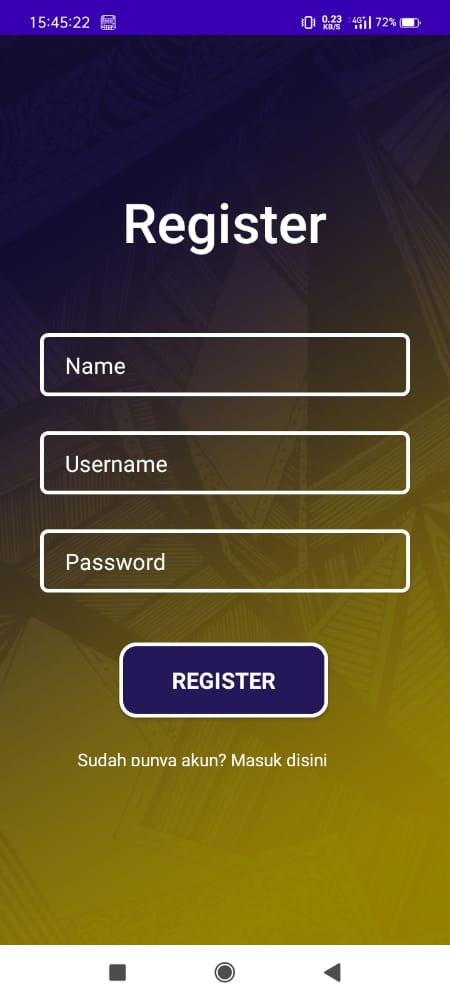 15:45:22 0.23 KB/S 4G 72%
Register
Name
Username
Password
REGISTER
Sudah punya akun? Masuk disini